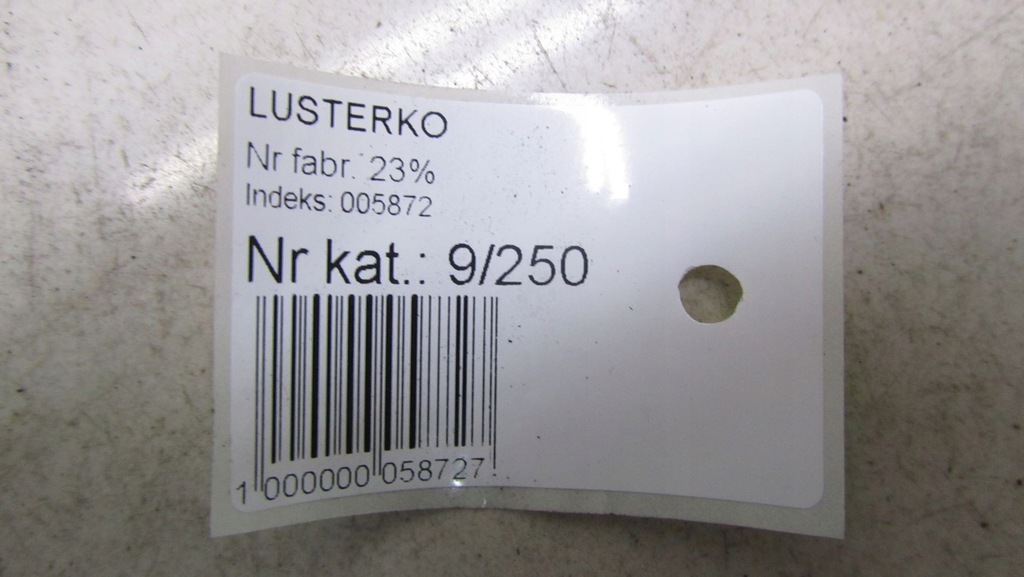 LUSTERKO
Nr fabr.: 23%
Indeks: 005872
Nr kat.: 9/250
1 000000 058727